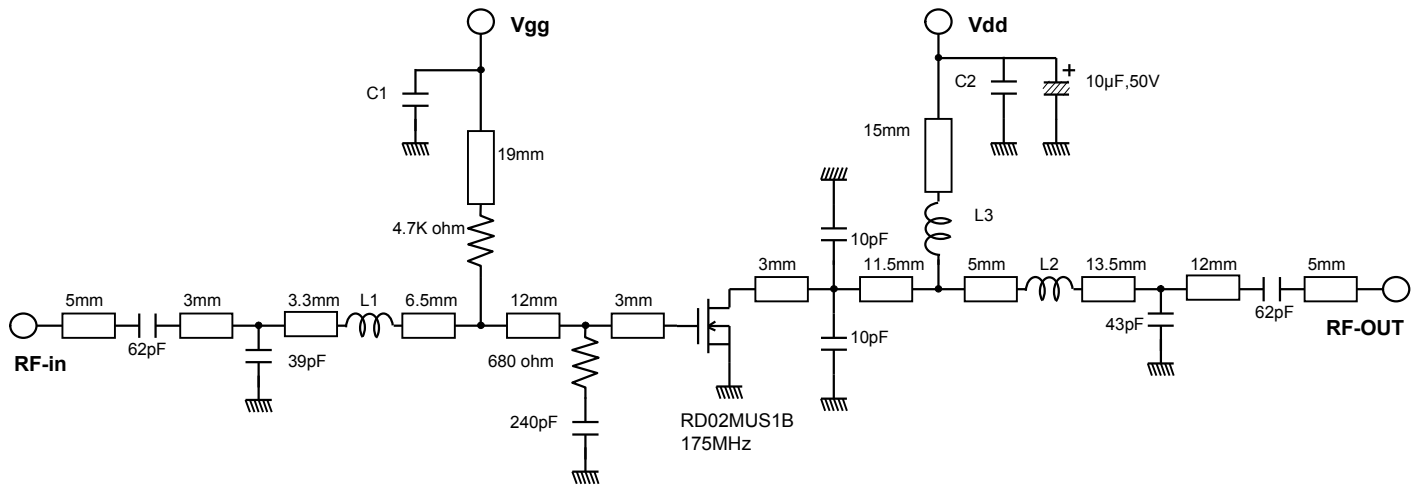 Vgg
Vdd
C1
C2
+
10µF,50V
19mm
15mm
4.7K ohm
L3
10pF
3mm
11.5mm
5mm
L2
13.5mm
12mm
5mm
5mm
3mm
3.3mm
L1
6.5mm
12mm
3mm
62pF
39pF
680 ohm
10pF
43pF
62pF
RF-in
RF-OUT
240pF
RD02MUS1B
175MHz